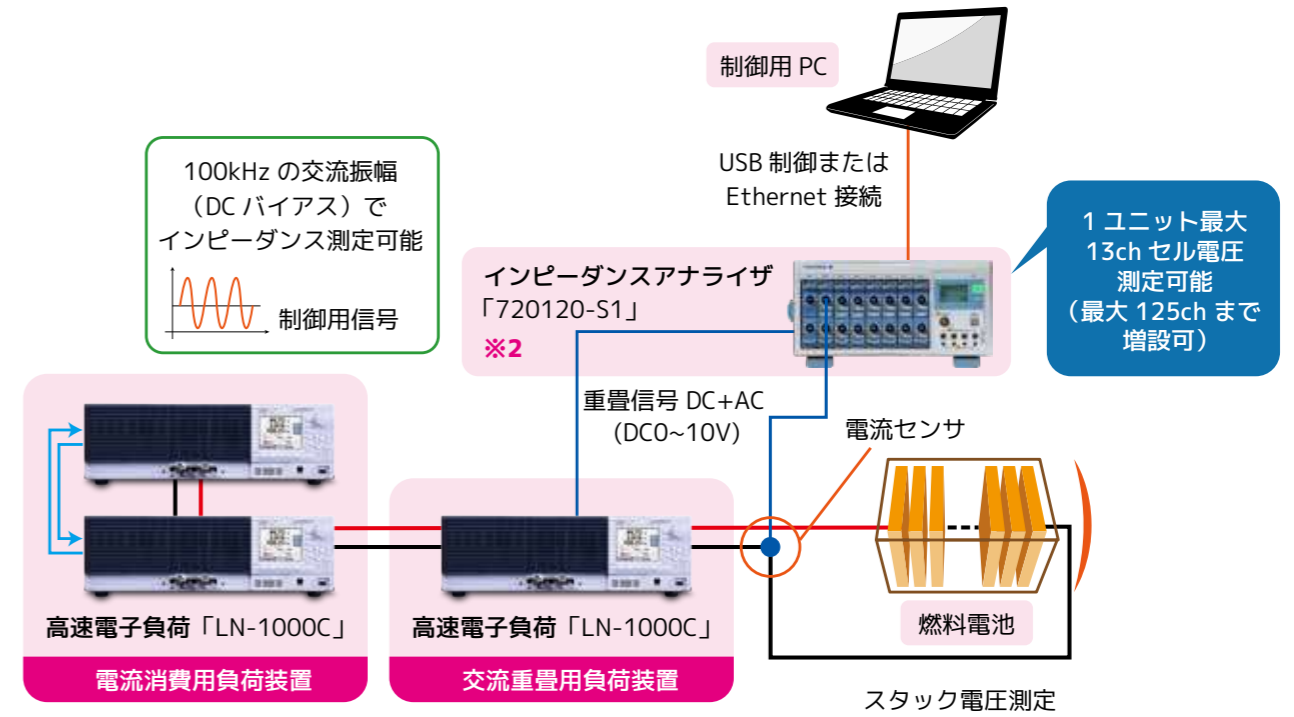 制御用 PC
USB 制御または
Ethernet 接続
100kHz の交流振幅
（DC バイアス）で
インピーダンス測定可能
制御用信号
インピーダンスアナライザ
「720120-S1」
※2
1 ユニット最大
13ch セル電圧
測定可能
（最大 125ch まで
増設可）
重畳信号 DC+AC
(DC0~10V)
電流センサ
高速電子負荷「LN-1000C」
電流消費用負荷装置
高速電子負荷「LN-1000C」
交流重畳用負荷装置
燃料電池
スタック電圧測定